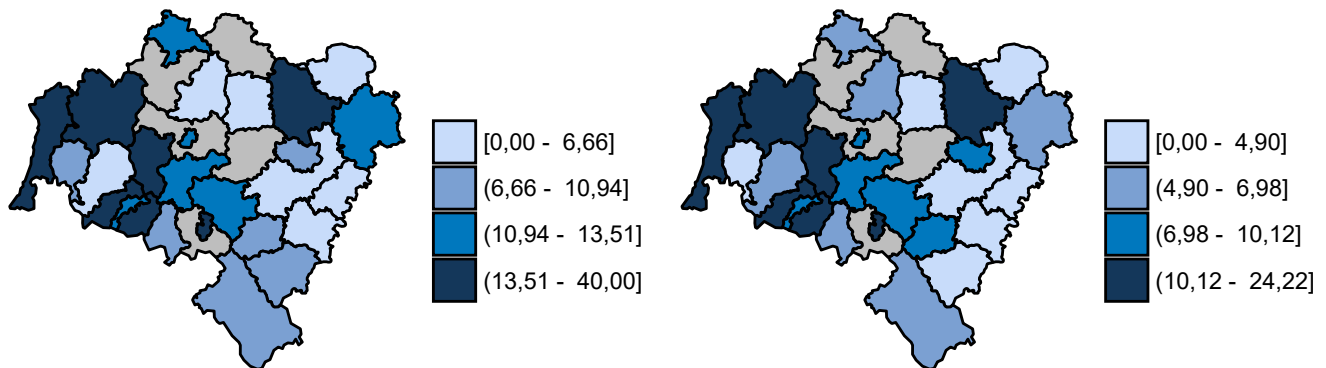 [0,00 - 6,66]
(6,66 - 10,94]
(10,94 - 13,51]
(13,51 - 40,00]
[0,00 - 4,90]
(4,90 - 6,98]
(6,98 - 10,12]
(10,12 - 24,22]